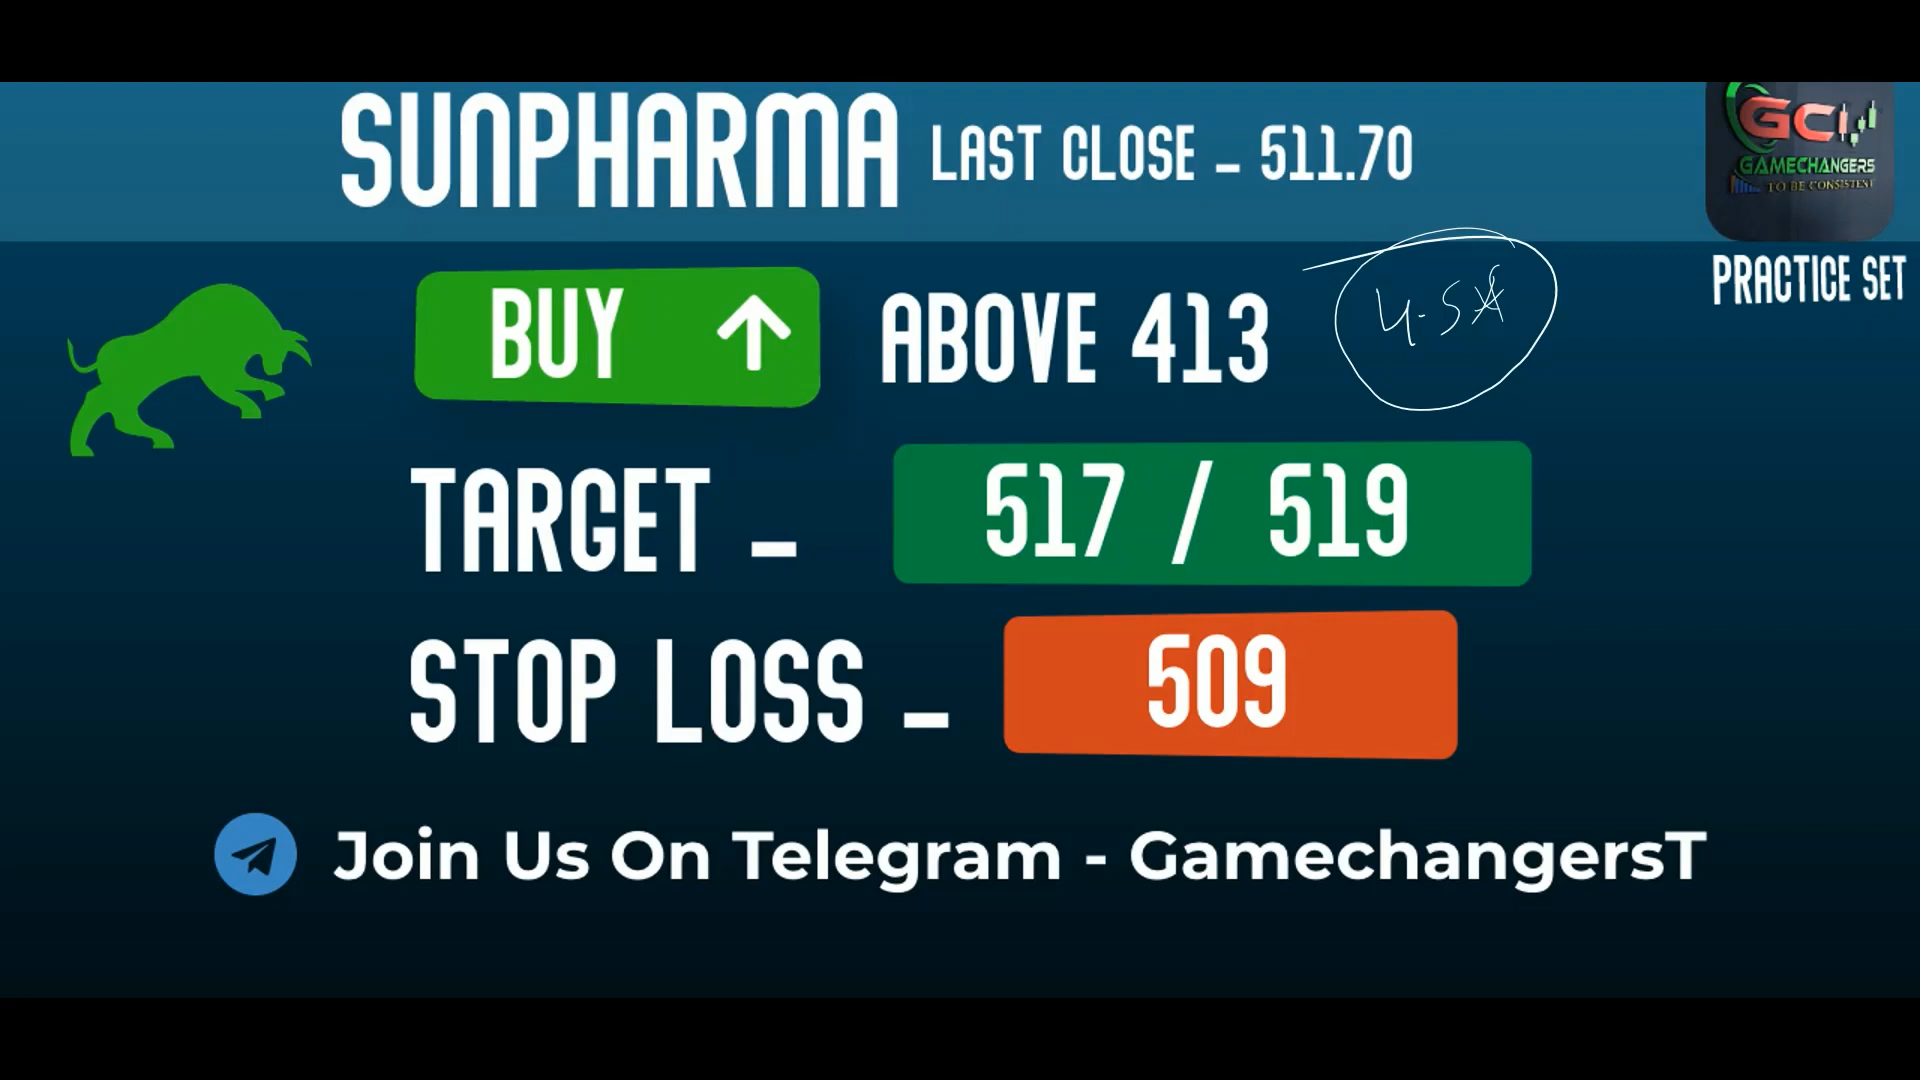 SUNPHARMA LAST CLOSE - 511.70
GCI
GAMECHANGERS
TO BE CONSISTENT
PRACTICE SET
BUY ABOVE 413
4.5★
TARGET - 517 / 519
STOP LOSS - 509
Join Us On Telegram - GamechangersT